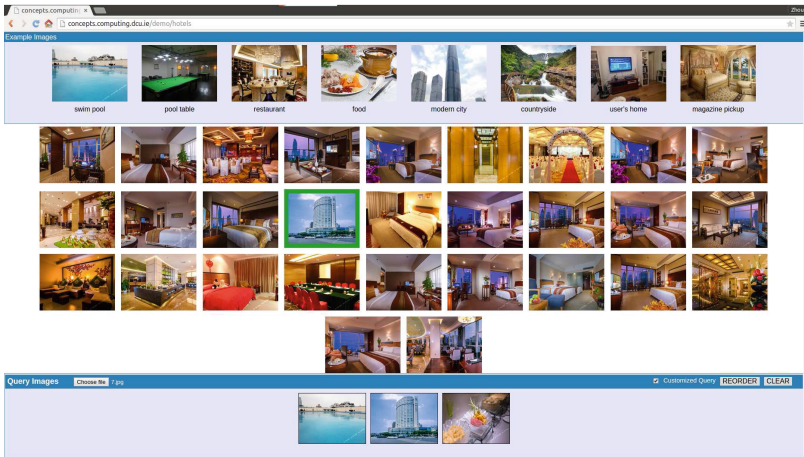 concepts.computing ×
Zhou
concepts.computing.dcu.ie/demo/hotels
Example Images
swim pool
pool table
restaurant
food
modern city
countryside
user's home
magazine pickup
Query Images
Choose file
7.jpg
Customized Query
REORDER
CLEAR